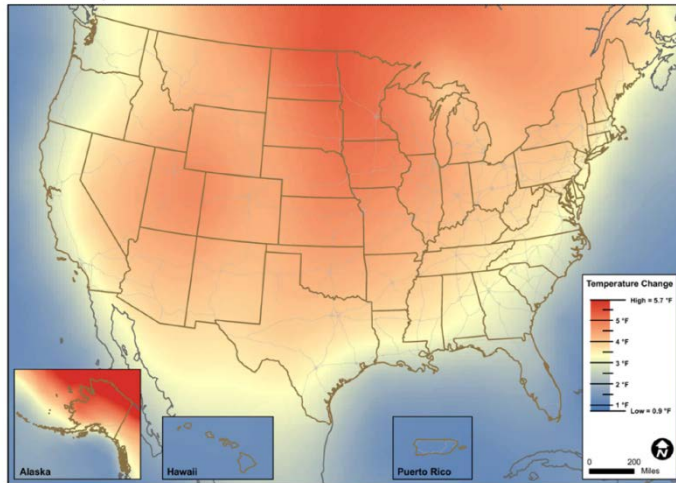 Temperature Change
High = 5.7 °F
5 °F
4 °F
3 °F
2 °F
1 °F
Low = 0.9 °F
N
0 200
Miles
Alaska
Hawaii
Puerto Rico